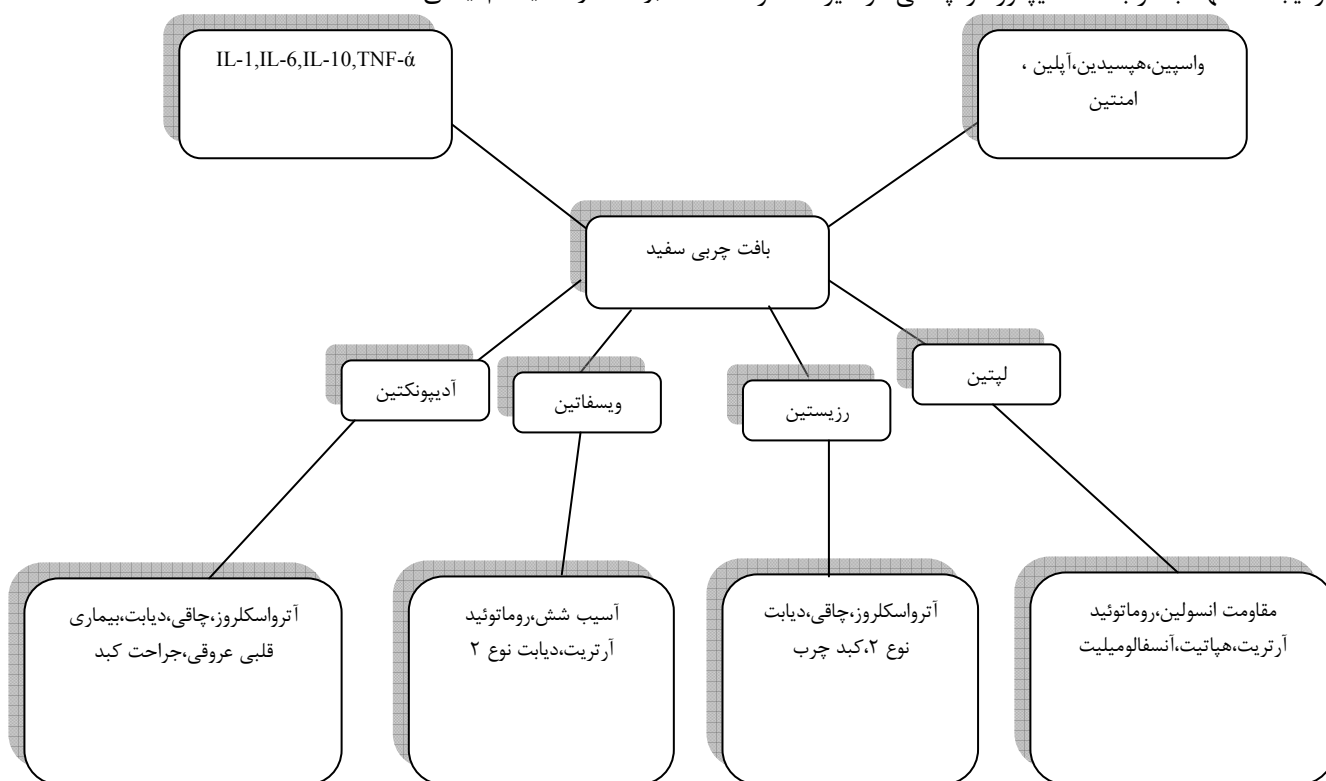 واسپین،هپسیدین،آپلین ،
امنتین
IL-1,IL-6,IL-10,TNF-ά
بافت چربی سفید
لپتین
رزیستین
ویسفاتین
آدیپونکتین
مقاومت انسولین،روماتوئید
آرتریت،هپاتیت،آنسفالومیلیت
آترواسکلروز،چاقی،دیابت
نوع ۲،کبد چرب
آسیب شش،روماتوئید
آرتریت،دیابت نوع ۲
آترواسکلروز،چاقی،دیابت،بیماری
قلبی عروقی،جراحت کبد